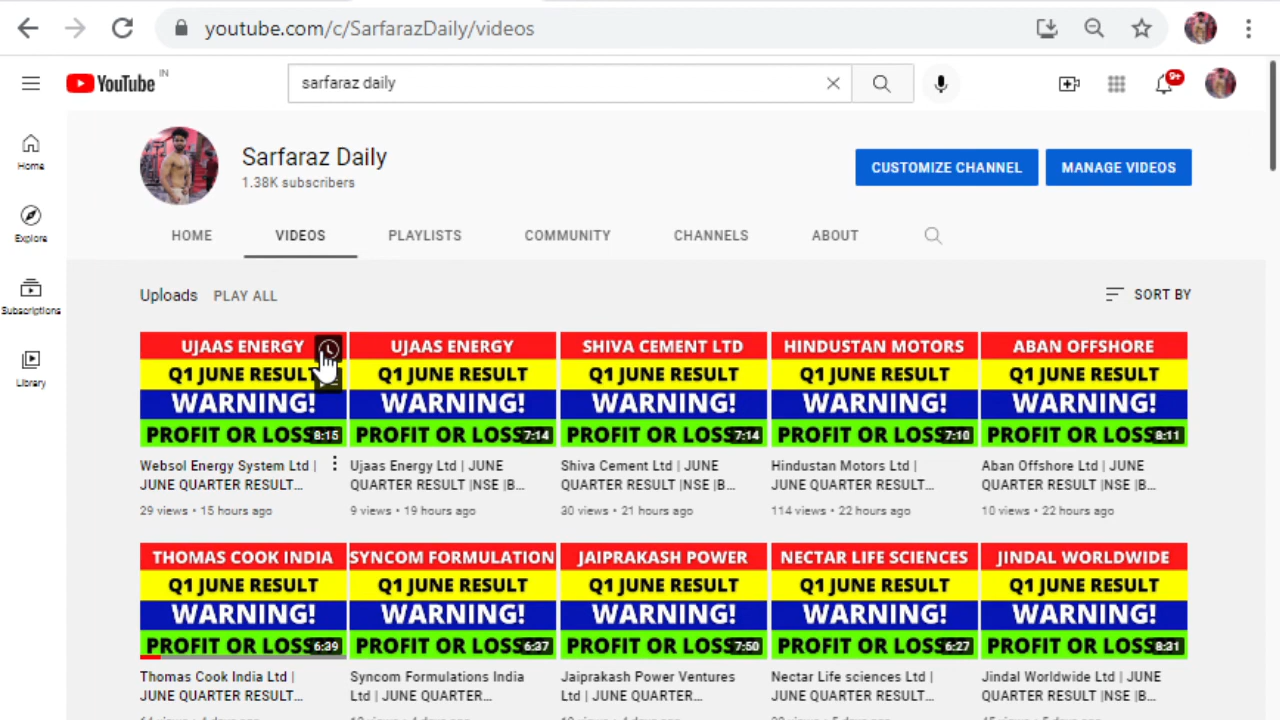 youtube.com/c/SarfarazDaily/videos
YouTube IN
sarfaraz daily
9+
Home
Explore
Subscriptions
Library
Sarfaraz Daily
1.38K subscribers
CUSTOMIZE CHANNEL
MANAGE VIDEOS
HOME VIDEOS PLAYLISTS COMMUNITY CHANNELS ABOUT
Uploads PLAY ALL
SORT BY
UJAAS ENERGY
Q1 JUNE RESULT
WARNING!
PROFIT OR LOSS
8:15
Websol Energy System Ltd |
JUNE QUARTER RESULT...
29 views • 15 hours ago
UJAAS ENERGY
Q1 JUNE RESULT
WARNING!
PROFIT OR LOSS
7:14
Ujaas Energy Ltd | JUNE
QUARTER RESULT |NSE |B...
9 views • 19 hours ago
SHIVA CEMENT LTD
Q1 JUNE RESULT
WARNING!
PROFIT OR LOSS
7:14
Shiva Cement Ltd | JUNE
QUARTER RESULT |NSE |B...
30 views • 21 hours ago
HINDUSTAN MOTORS
Q1 JUNE RESULT
WARNING!
PROFIT OR LOSS
7:10
Hindustan Motors Ltd |
JUNE QUARTER RESULT...
114 views • 22 hours ago
ABAN OFFSHORE
Q1 JUNE RESULT
WARNING!
PROFIT OR LOSS
8:11
Aban Offshore Ltd | JUNE
QUARTER RESULT |NSE |B...
10 views • 22 hours ago
THOMAS COOK INDIA
Q1 JUNE RESULT
WARNING!
PROFIT OR LOSS
6:39
Thomas Cook India Ltd |
JUNE QUARTER RESULT...
SYNCOM FORMULATION
Q1 JUNE RESULT
WARNING!
PROFIT OR LOSS
6:37
Syncom Formulations India
Ltd | JUNE QUARTER...
JAIPRAKASH POWER
Q1 JUNE RESULT
WARNING!
PROFIT OR LOSS
7:50
Jaiprakash Power Ventures
Ltd | JUNE QUARTER...
NECTAR LIFE SCIENCES
Q1 JUNE RESULT
WARNING!
PROFIT OR LOSS
6:27
Nectar Life sciences Ltd |
JUNE QUARTER RESULT...
JINDAL WORLDWIDE
Q1 JUNE RESULT
WARNING!
PROFIT OR LOSS
8:31
Jindal Worldwide Ltd | JUNE
QUARTER RESULT |NSE |B...